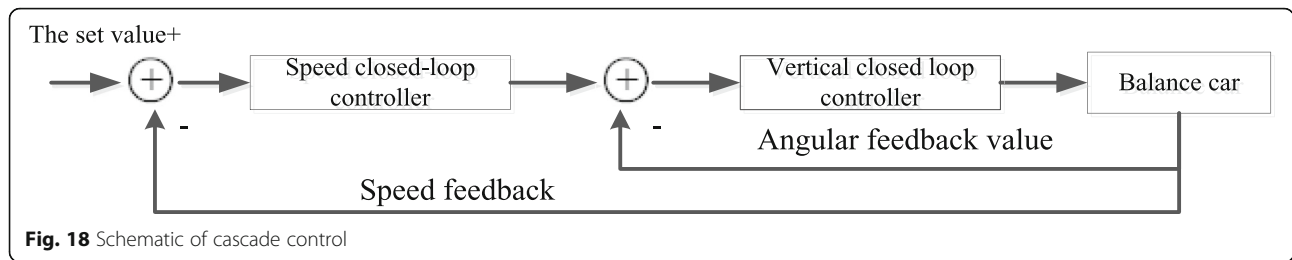 The set value+
+
Speed closed-loop
controller
+
Vertical closed loop
controller
Balance car
-
-
Angular feedback value
Speed feedback
Fig. 18 Schematic of cascade control